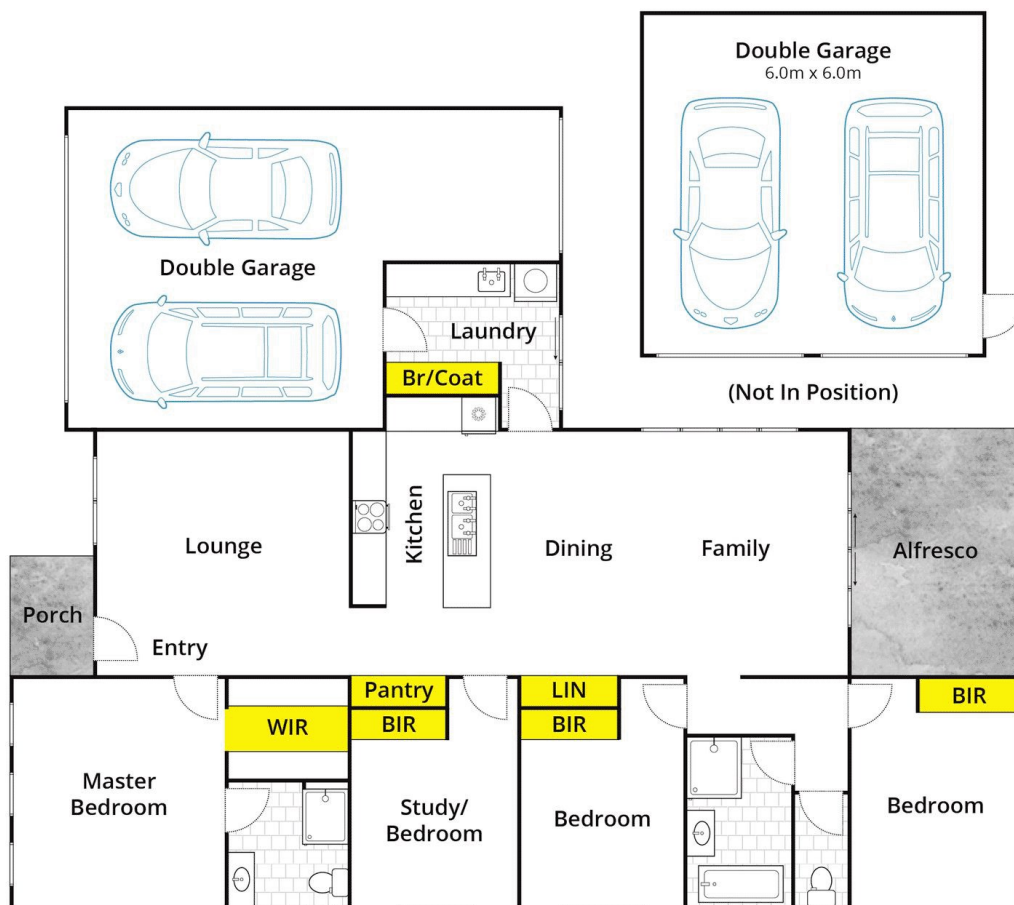 Double Garage
6.0m x 6.0m
Double Garage
Laundry
Br/Coat
(Not In Position)
Kitchen
Lounge
Dining
Family
Alfresco
Porch
Entry
Pantry
LIN
BIR
WIR
BIR
BIR
Master
Bedroom
Study/
Bedroom
Bedroom
Bedroom